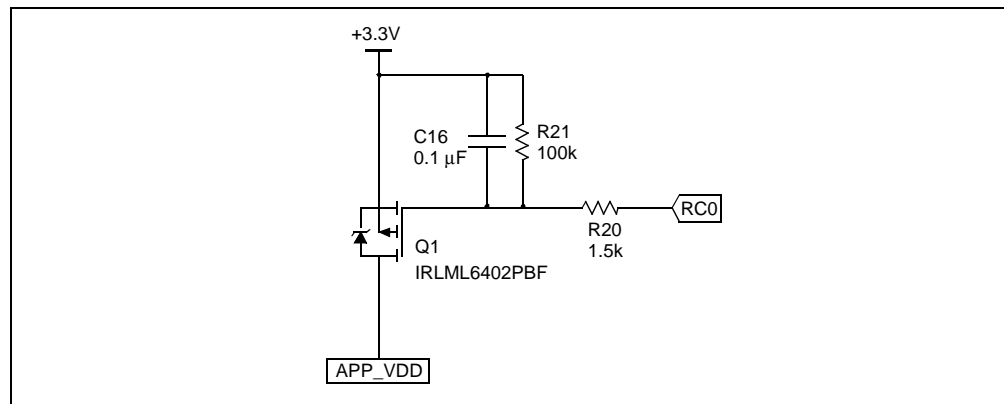 +3.3V
C16
0.1 µF
R21
100k
RC0
R20
1.5k
Q1
IRLML6402PBF
APP_VDD